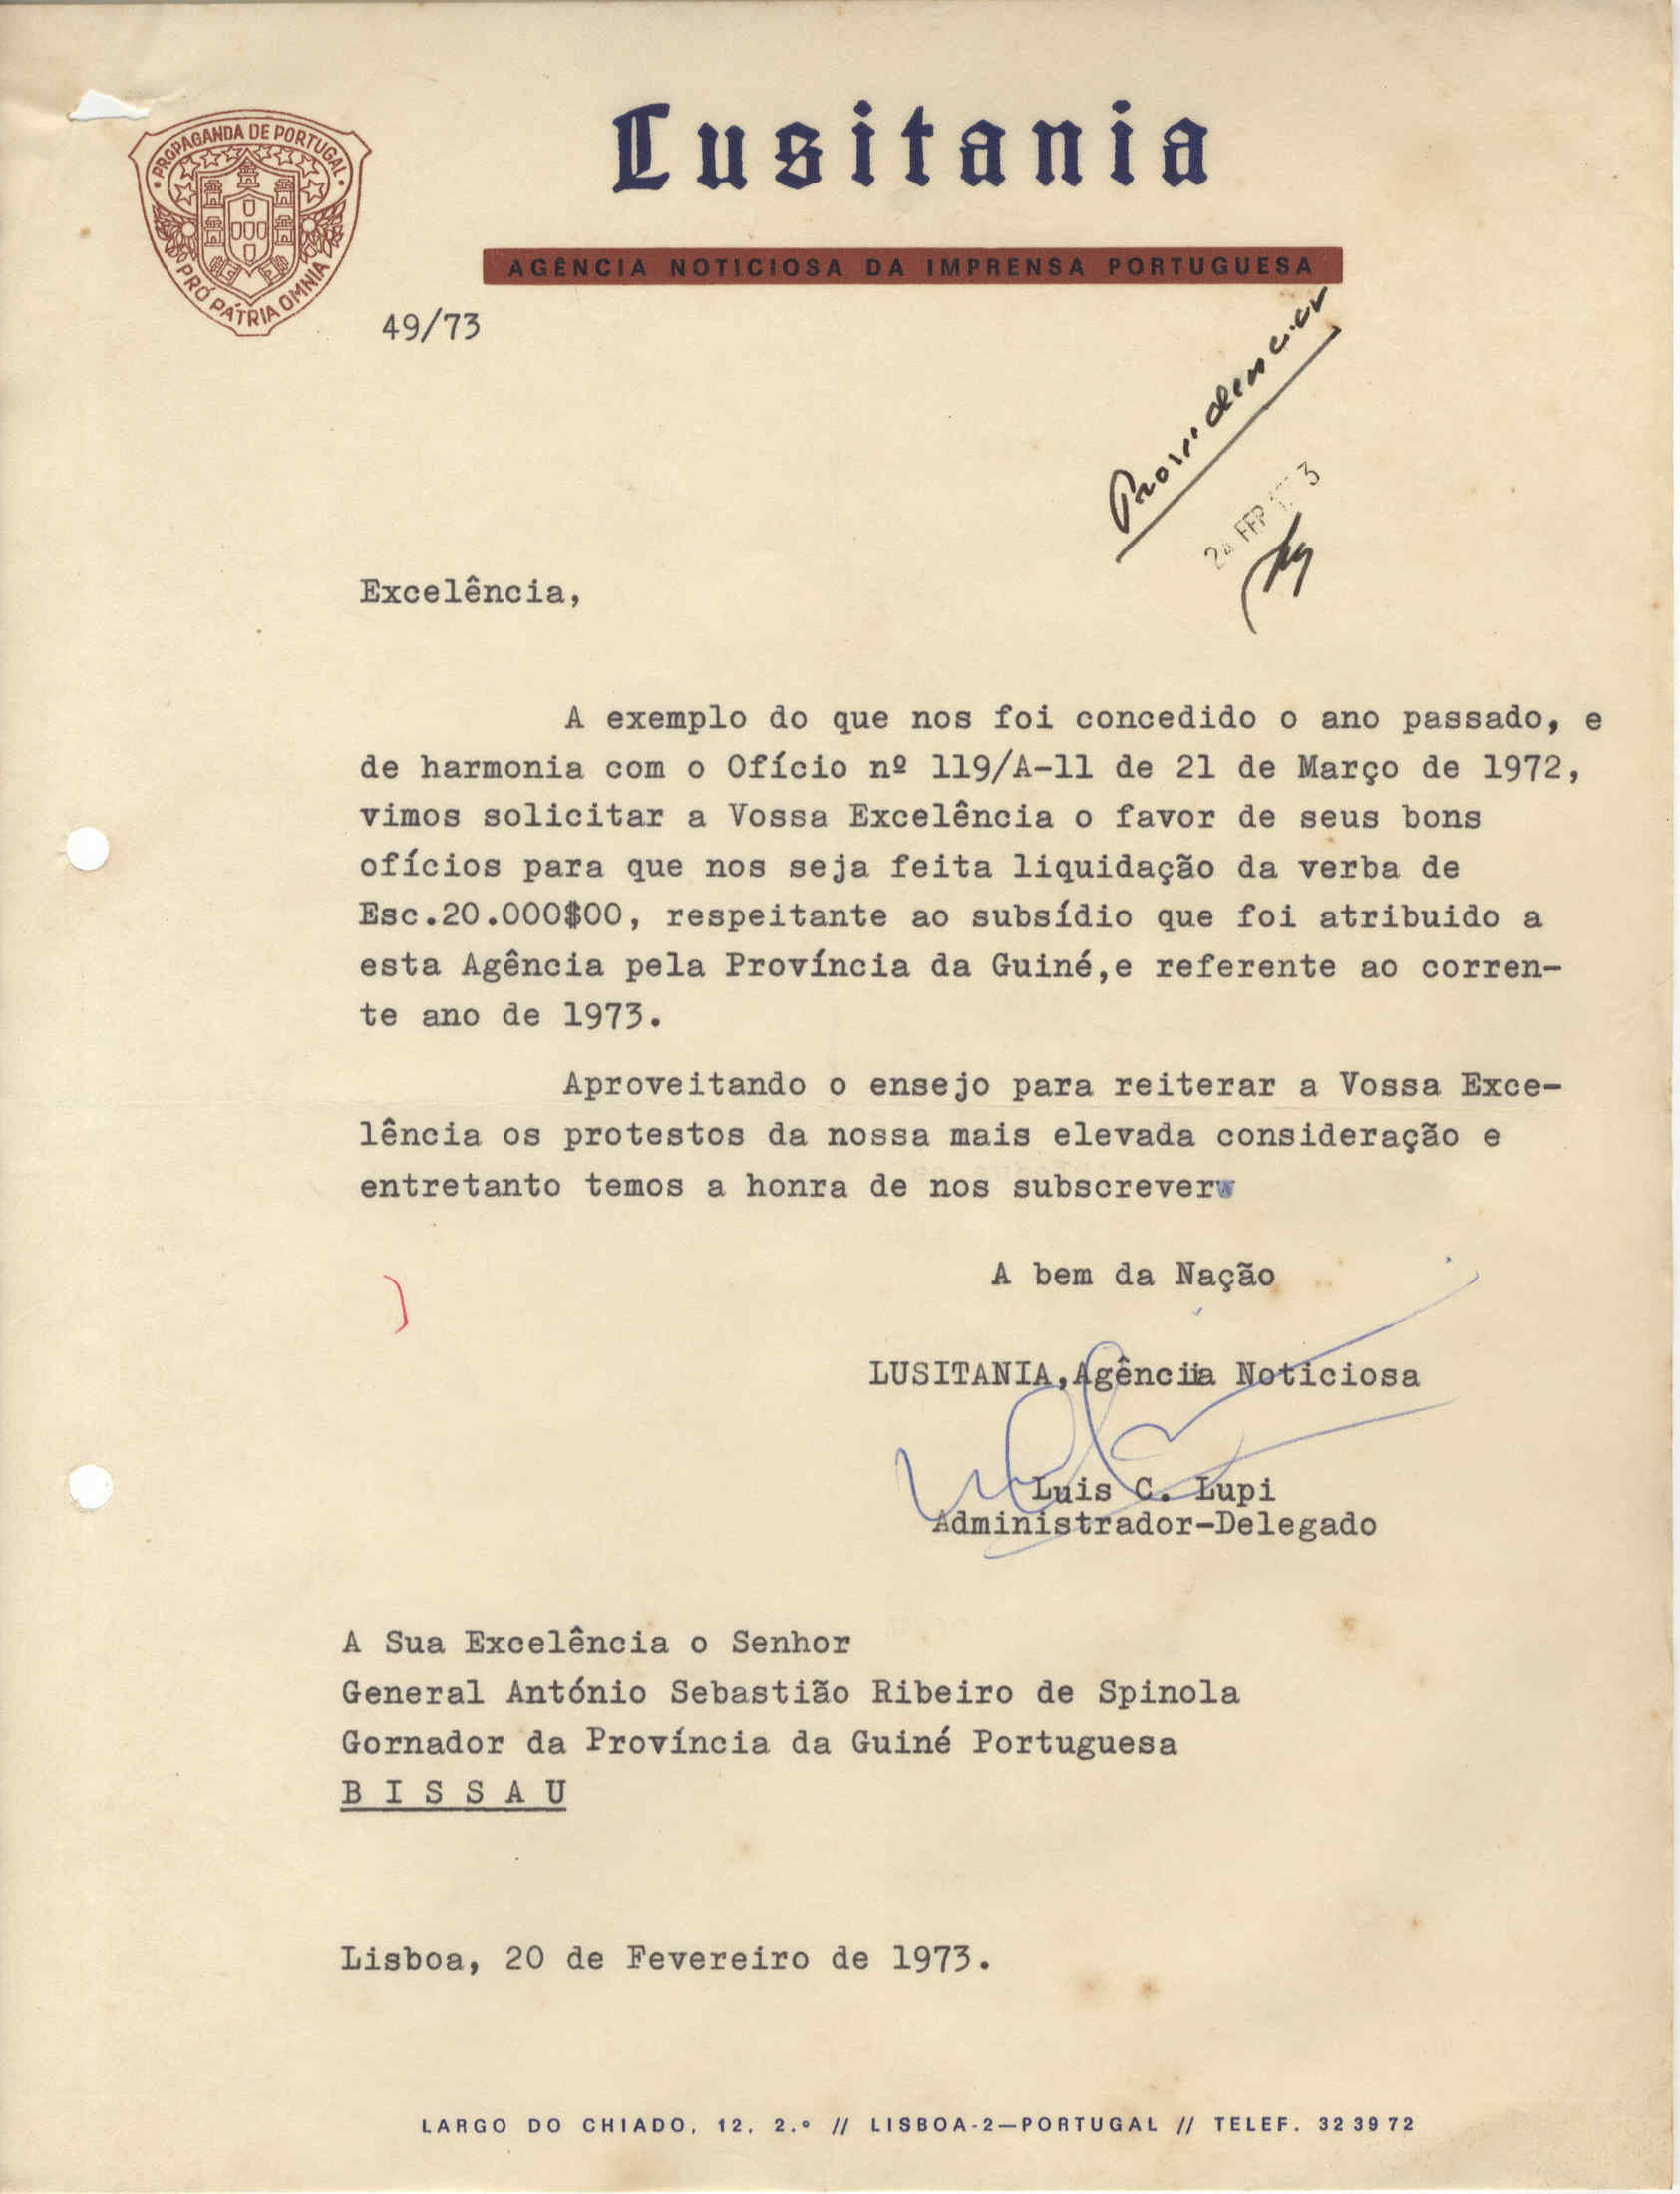 PROPAGANDA DE PORTUGAL
PRÓ PÁTRIA OMNIA
Lusitania
AGÊNCIA NOTICIOSA DA IMPRENSA PORTUGUESA
49/73
Providenciar
Excelência,
A exemplo do que nos foi concedido o ano passado, e
de harmonia com o Ofício nº 119/A-11 de 21 de Março de 1972,
vimos solicitar a Vossa Excelência o favor de seus bons
ofícios para que nos seja feita liquidação da verba de
Esc.20.000$00, respeitante ao subsídio que foi atribuido a
esta Agência pela Província da Guiné,e referente ao corren-
te ano de 1973.
Aproveitando o ensejo para reiterar a Vossa Exce-
lência os protestos da nossa mais elevada consideração e
entretanto temos a honra de nos subscrever
A bem da Nação
LUSITANIA,Agência Noticiosa
Luis C. Lupi
Administrador-Delegado
A Sua Excelência o Senhor
General António Sebastião Ribeiro de Spinola
Gornador da Província da Guiné Portuguesa
B I S S A U
Lisboa, 20 de Fevereiro de 1973.
LARGO DO CHIADO, 12, 2.º // LISBOA-2—PORTUGAL // TELEF. 32 39 72